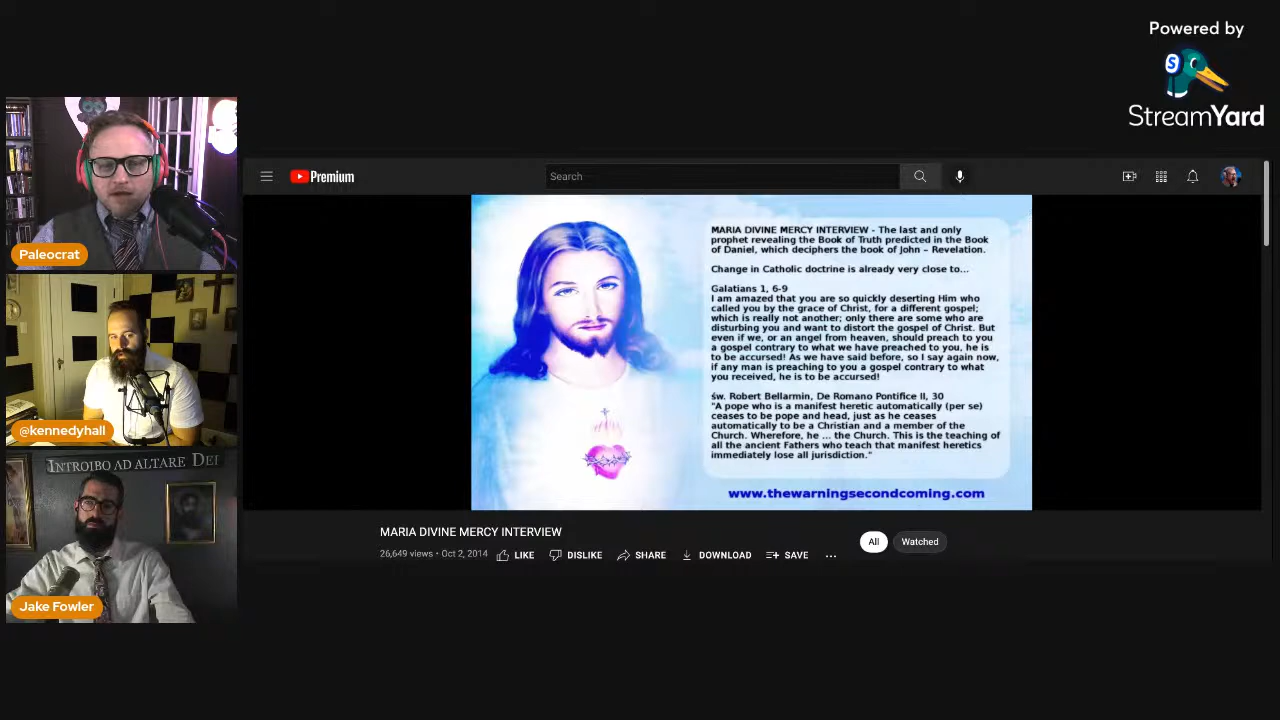 Powered by
StreamYard
Premium
Search
MARIA DIVINE MERCY INTERVIEW - The last and only
prophet revealing the Book of Truth predicted in the Book
of Daniel, which deciphers the book of John – Revelation.
Change in Catholic doctrine is already very close to...
Galatians 1, 6-9
I am amazed that you are so quickly deserting Him who
called you by the grace of Christ, for a different gospel;
which is really not another; only there are some who are
disturbing you and want to distort the gospel of Christ. But
even if we, or an angel from heaven, should preach to you
a gospel contrary to what we have preached to you, he is
to be accursed! As we have said before, so I say again now,
if any man is preaching to you a gospel contrary to what
you received, he is to be accursed!
św. Robert Bellarmin, De Romano Pontifice II, 30
"A pope who is a manifest heretic automatically (per se)
ceases to be pope and head, just as he ceases
automatically to be a Christian and a member of the
Church. Wherefore, he ... the Church. This is the teaching of
all the ancient Fathers who teach that manifest heretics
immediately lose all jurisdiction."
www.thewarningsecondcoming.com
Paleocrat
@kennedyhall
INTROIBO AD ALTARE DEI
Jake Fowler
MARIA DIVINE MERCY INTERVIEW
26,649 views • Oct 2, 2014
LIKE
DISLIKE
SHARE
DOWNLOAD
SAVE
All
Watched